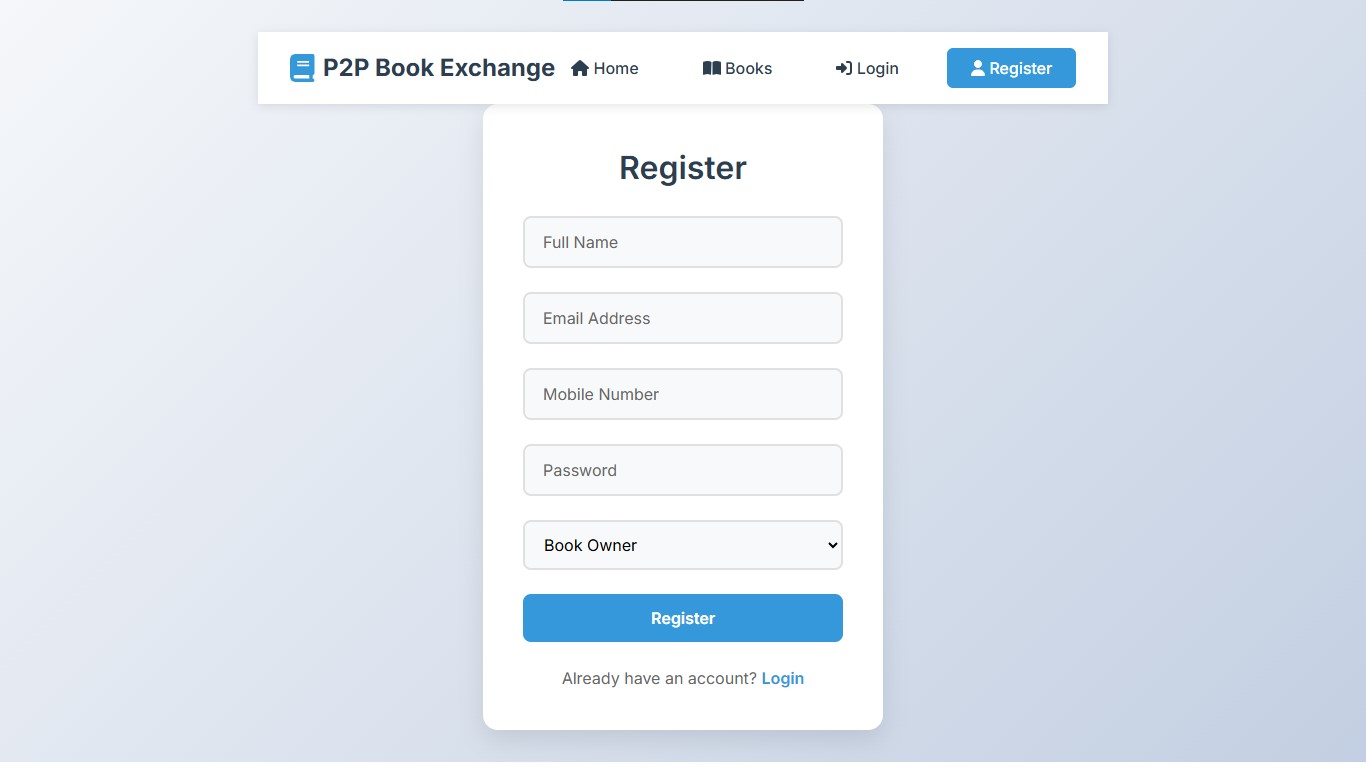 P2P Book Exchange Home Books Login Register
Register
Full Name
Email Address
Mobile Number
Password
Book Owner
Register
Already have an account? Login